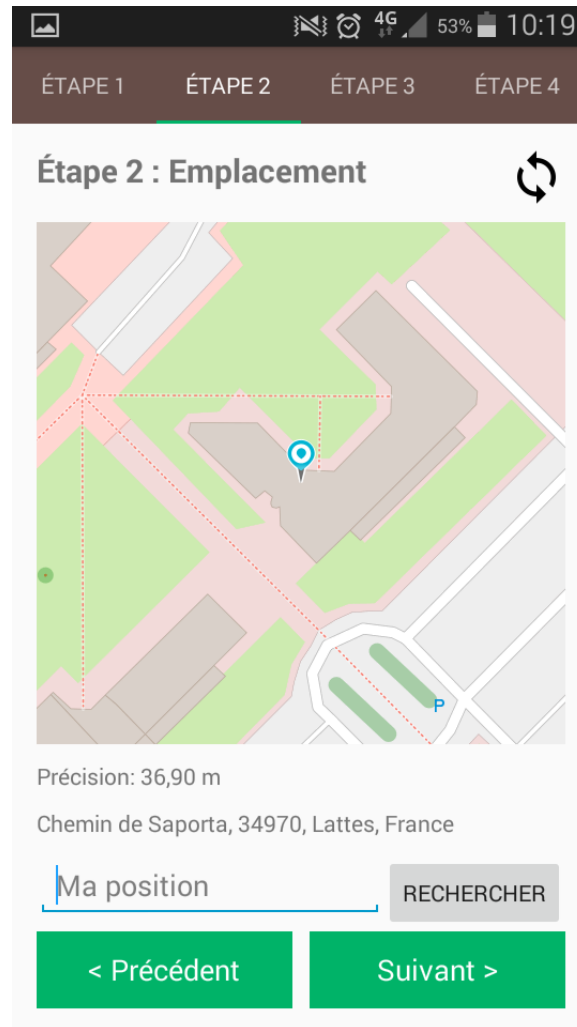 4G 53% 10:19
ÉTAPE 1 ÉTAPE 2 ÉTAPE 3 ÉTAPE 4
Étape 2 : Emplacement
P
Précision: 36,90 m
Chemin de Saporta, 34970, Lattes, France
Ma position RECHERCHER
< Précédent Suivant >